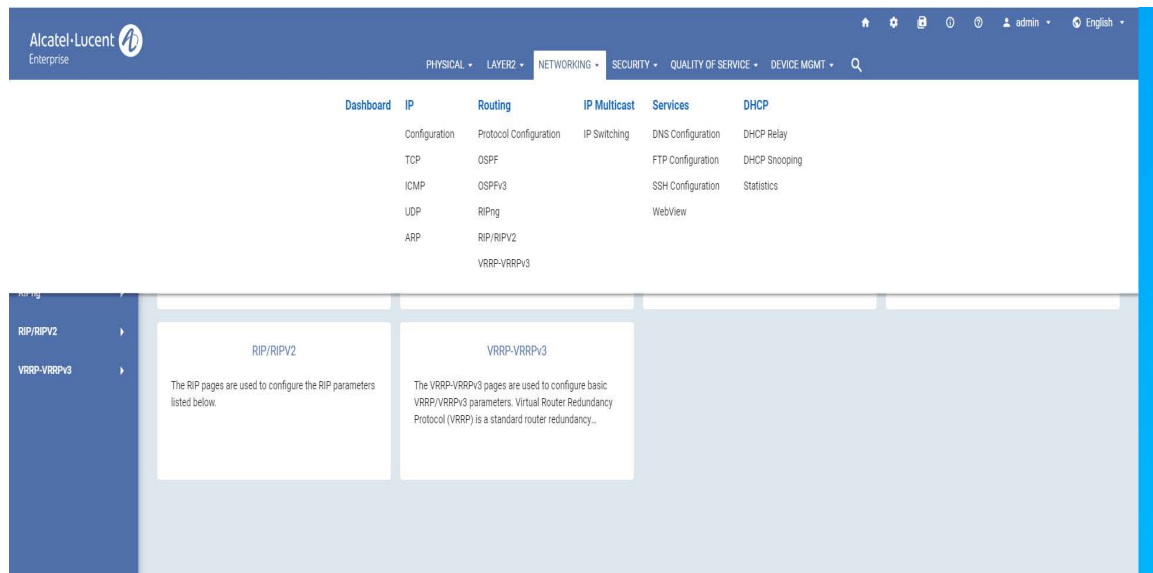 Alcatel·Lucent
Enterprise
admin
English
PHYSICAL
LAYER2
NETWORKING
SECURITY
QUALITY OF SERVICE
DEVICE MGMT
Dashboard
IP
Configuration
TCP
ICMP
UDP
ARP
Routing
Protocol Configuration
OSPF
OSPFv3
RIPng
RIP/RIPV2
VRRP-VRRPv3
IP Multicast
IP Switching
Services
DNS Configuration
FTP Configuration
SSH Configuration
WebView
DHCP
DHCP Relay
DHCP Snooping
Statistics
RIPng
RIP/RIPV2
VRRP-VRRPv3
RIP/RIPV2
The RIP pages are used to configure the RIP parameters
listed below.
VRRP-VRRPv3
The VRRP-VRRPv3 pages are used to configure basic
VRRP/VRRPv3 parameters. Virtual Router Redundancy
Protocol (VRRP) is a standard router redundancy...